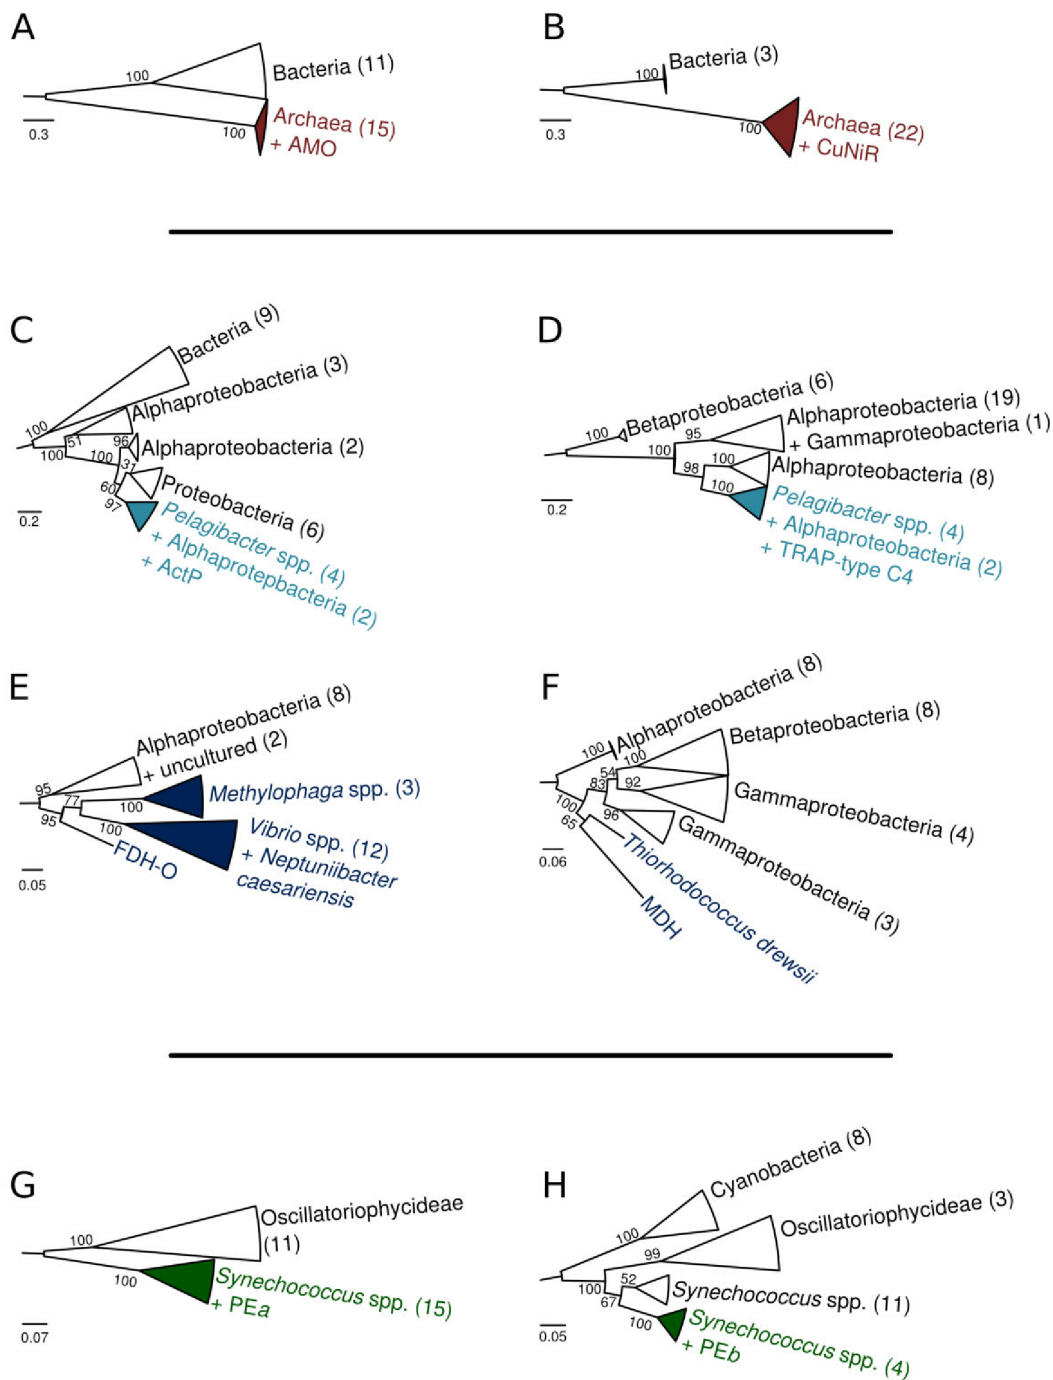 A
100
Bacteria (11)
100
Archaea (15)
+ AMO
0.3
B
100
Bacteria (3)
100
Archaea (22)
+ CuNiR
0.3
C
Bacteria (9)
100
Alphaproteobacteria (3)
51
96
Alphaproteobacteria (2)
100
100
31
Proteobacteria (6)
60
97
Pelagibacter spp. (4)
+ Alphaprotepbacteria (2)
+ ActP
0.2
D
Betaproteobacteria (6)
100
Alphaproteobacteria (19)
+ Gammaproteobacteria (1)
95
100
100
Alphaproteobacteria (8)
98
100
Pelagibacter spp. (4)
+ Alphaproteobacteria (2)
+ TRAP-type C4
0.2
E
Alphaproteobacteria (8)
+ uncultured (2)
95
77
100
Methylophaga spp. (3)
95
100
Vibrio spp. (12)
+ Neptuniibacter
caesariensis
FDH-O
0.05
F
Alphaproteobacteria (8)
100
100
Betaproteobacteria (8)
54
83
92
Gammaproteobacteria (4)
100
96
Gammaproteobacteria (3)
65
Thiorhodococcus drewsii
MDH
0.06
G
100
Oscillatoriophycideae
(11)
100
Synechococcus spp. (15)
+ PEa
0.07
H
Cyanobacteria (8)
100
Oscillatoriophycideae (3)
99
52
Synechococcus spp. (11)
100
67
100
Synechococcus spp. (4)
+ PEb
0.05